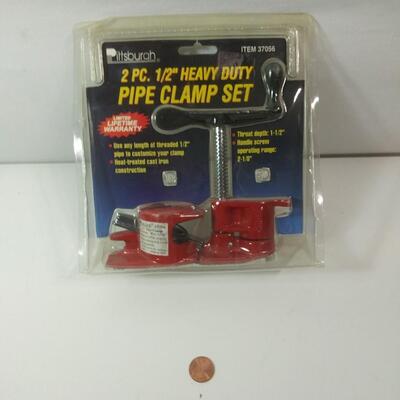 Pittsburgh
ITEM 37056
2 PC. 1/2" HEAVY DUTY
PIPE CLAMP SET
LIMITED
LIFETIME
WARRANTY
• Use any length of threaded 1/2"
pipe to customize your clamp
• Heat-treated cast iron
construction
• Throat depth: 1-1/2"
• Handle screw
operating range:
2-1/8"